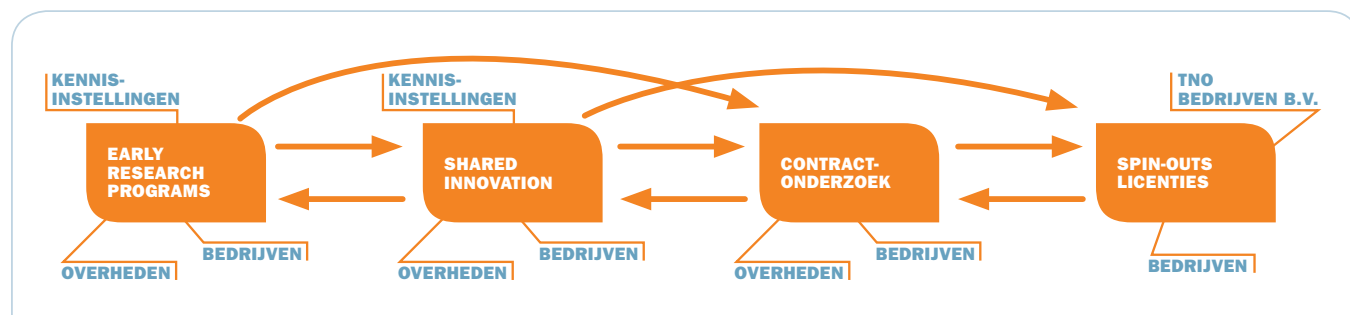 KENNIS-
INSTELLINGEN
EARLY
RESEARCH
PROGRAMS
OVERHEDEN
BEDRIJVEN
KENNIS-
INSTELLINGEN
SHARED
INNOVATION
OVERHEDEN
BEDRIJVEN
CONTRACT-
ONDERZOEK
OVERHEDEN
BEDRIJVEN
TNO
BEDRIJVEN B.V.
SPIN-OUTS
LICENTIES
BEDRIJVEN